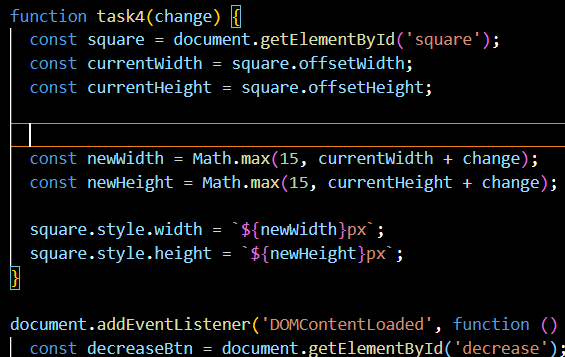 function task4(change) {
  const square = document.getElementById('square');
  const currentWidth = square.offsetWidth;
  const currentHeight = square.offsetHeight;
  const newWidth = Math.max(15, currentWidth + change);
  const newHeight = Math.max(15, currentHeight + change);
  square.style.width = `${newWidth}px`;
  square.style.height = `${newHeight}px`;
}
document.addEventListener('DOMContentLoaded', function ()
  const decreaseBtn = document.getElementById('decrease');